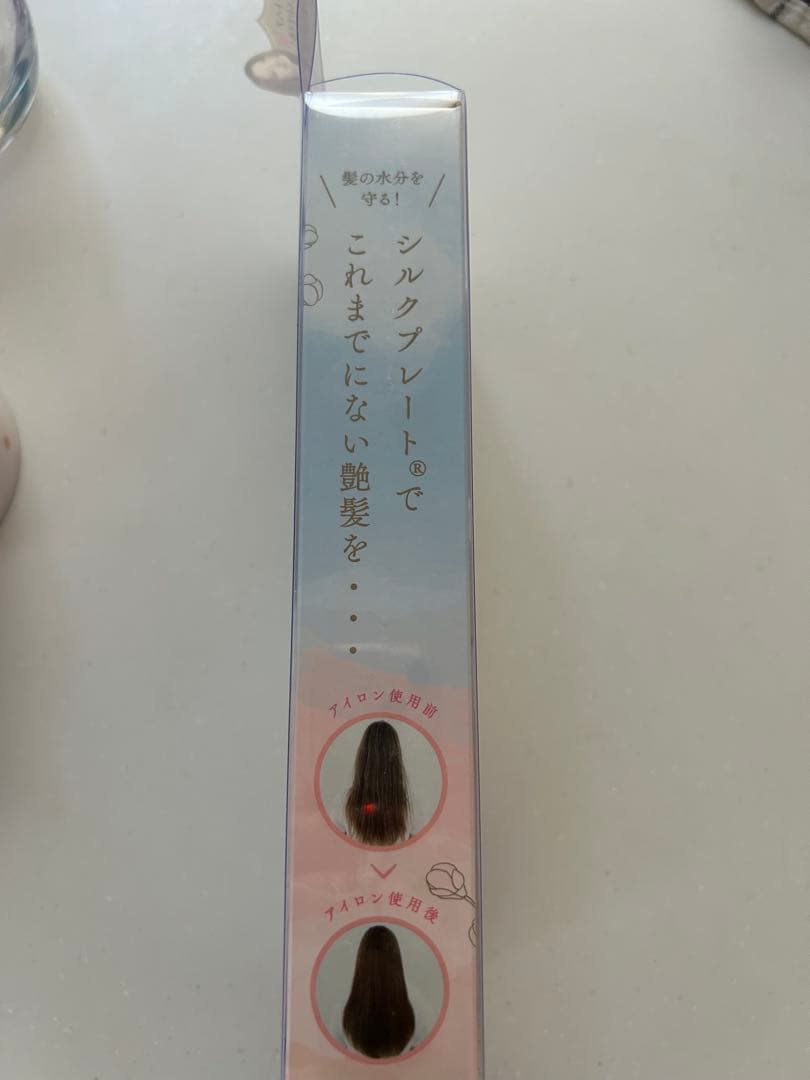 髪の水分を
守る!
シルクプレート®で
これまでにない艶髪を・・・
アイロン使用前
アイロン使用後